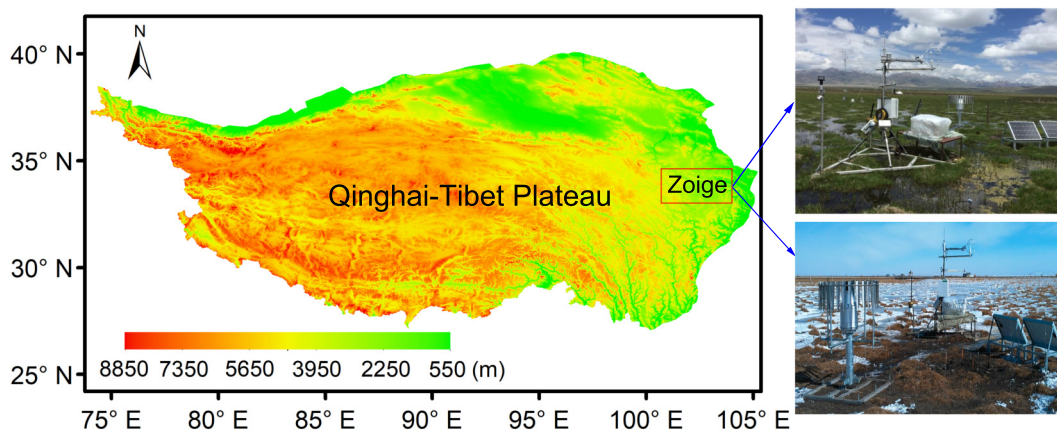 N
40° N
35° N
30° N
25° N
Qinghai-Tibet Plateau
Zoige
8850 7350 5650 3950 2250 550 (m)
75° E 80° E 85° E 90° E 95° E 100° E 105° E